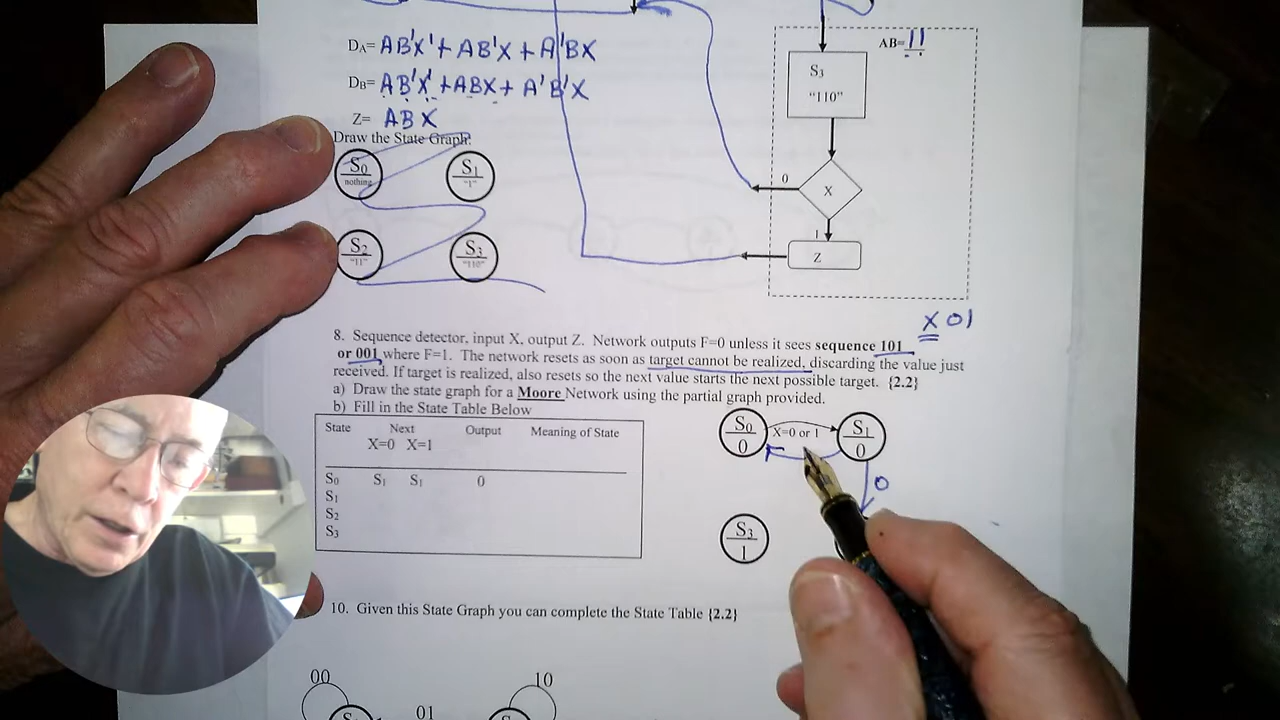 DA= AB'X' + AB'X + A'BX
DB= AB'X' + ABX + A'B'X
Z= ABX
Draw the State Graph:
S0
nothing
S1
"1"
S2
"11"
S3
"110"
AB=11
S3
"110"
0
X
1
Z
X 01
8. Sequence detector, input X, output Z. Network outputs F=0 unless it sees sequence 101
or 001 where F=1. The network resets as soon as target cannot be realized, discarding the value just
received. If target is realized, also resets so the next value starts the next possible target. {2.2}
a) Draw the state graph for a Moore Network using the partial graph provided.
b) Fill in the State Table Below
State Next Output Meaning of State
X=0 X=1
S0 S1 S1 0
S1
S2
S3
S0
0
X=0 or 1
S1
0
0
S3
1
10. Given this State Graph you can complete the State Table {2.2}
00
01
10